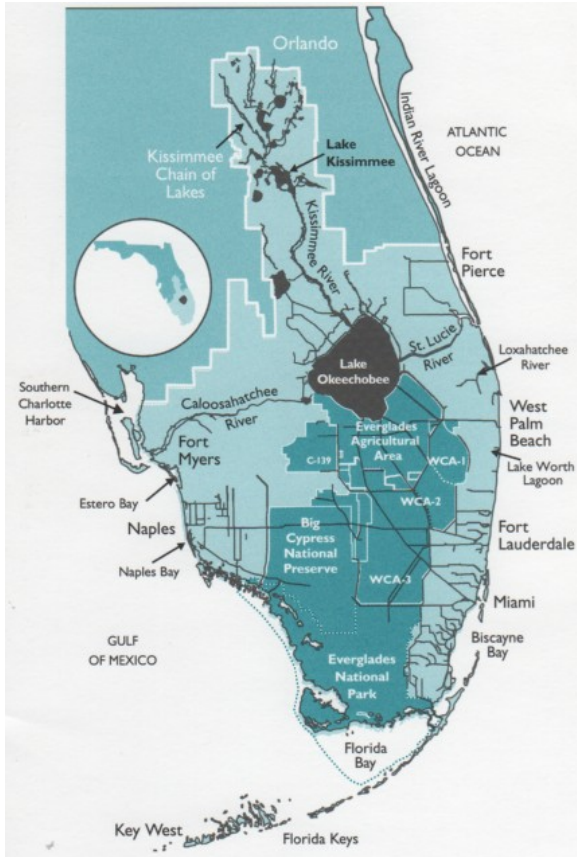 Orlando
ATLANTIC
OCEAN
Indian River Lagoon
Lake
Kissimmee
Kissimmee
Chain of
Lakes
Kissimmee River
Fort
Pierce
St. Lucie
River
Loxahatchee
River
Lake
Okeechobee
Southern
Charlotte
Harbor
Caloosahatchee
River
Everglades
Agricultural
Area
West
Palm
Beach
Fort
Myers
C-139
WCA-1
Lake Worth
Lagoon
Estero Bay
WCA-2
Naples
Big
Cypress
National
Preserve
Fort
Lauderdale
Naples Bay
WCA-3
Miami
GULF
OF MEXICO
Biscayne
Bay
Everglades
National
Park
Florida
Bay
Key West
Florida Keys